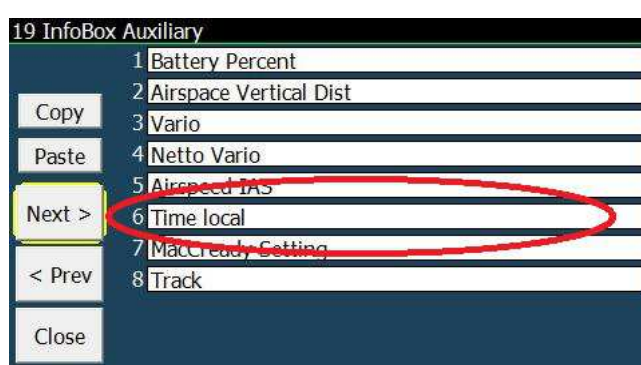 19 InfoBox Auxiliary
1 Battery Percent
2 Airspace Vertical Dist
Copy
3 Vario
Paste
4 Netto Vario
5 Airspeed IAS
Next >
6 Time local
7 MacCready Setting
< Prev
8 Track
Close